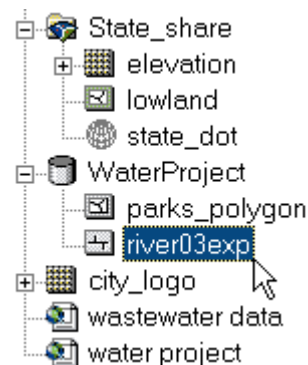 State_share
elevation
lowland
state_dot
WaterProject
parks_polygon
river03exp
city_logo
wastewater data
water project